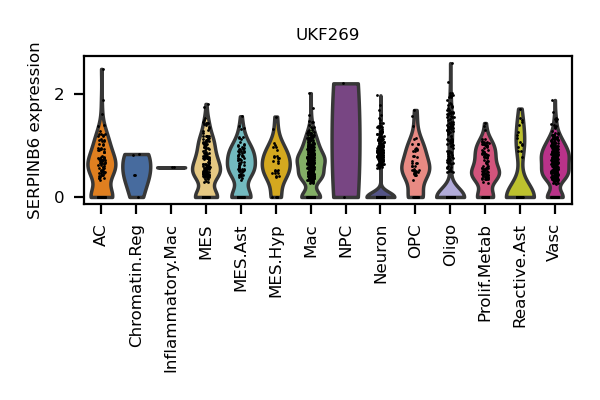 UKF269
SERPINB6 expression
2
0
AC
Chromatin.Reg
Inflammatory.Mac
MES
MES.Ast
MES.Hyp
Mac
NPC
Neuron
OPC
Oligo
Prolif.Metab
Reactive.Ast
Vasc